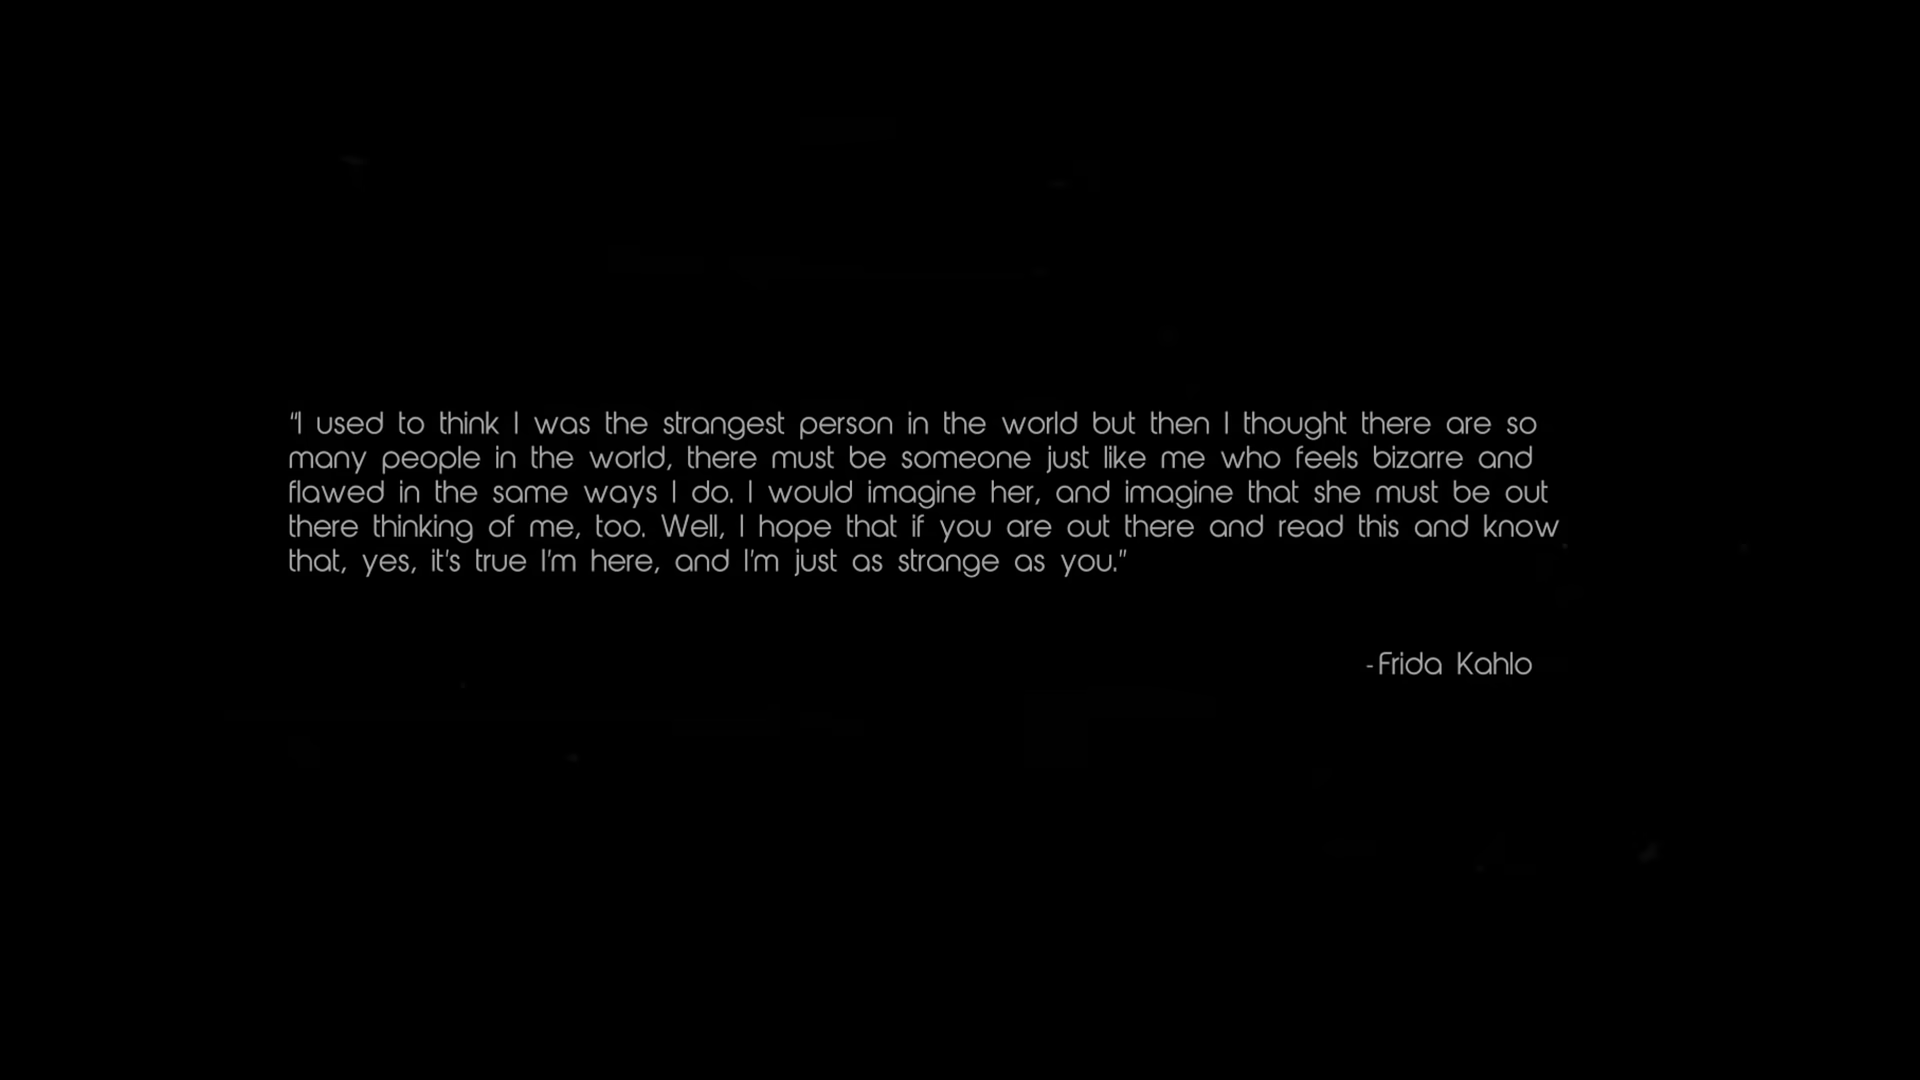 “I used to think I was the strangest person in the world but then I thought there are so
many people in the world, there must be someone just like me who feels bizarre and
flawed in the same ways I do. I would imagine her, and imagine that she must be out
there thinking of me, too. Well, I hope that if you are out there and read this and know
that, yes, it's true I'm here, and I'm just as strange as you.”
-Frida Kahlo